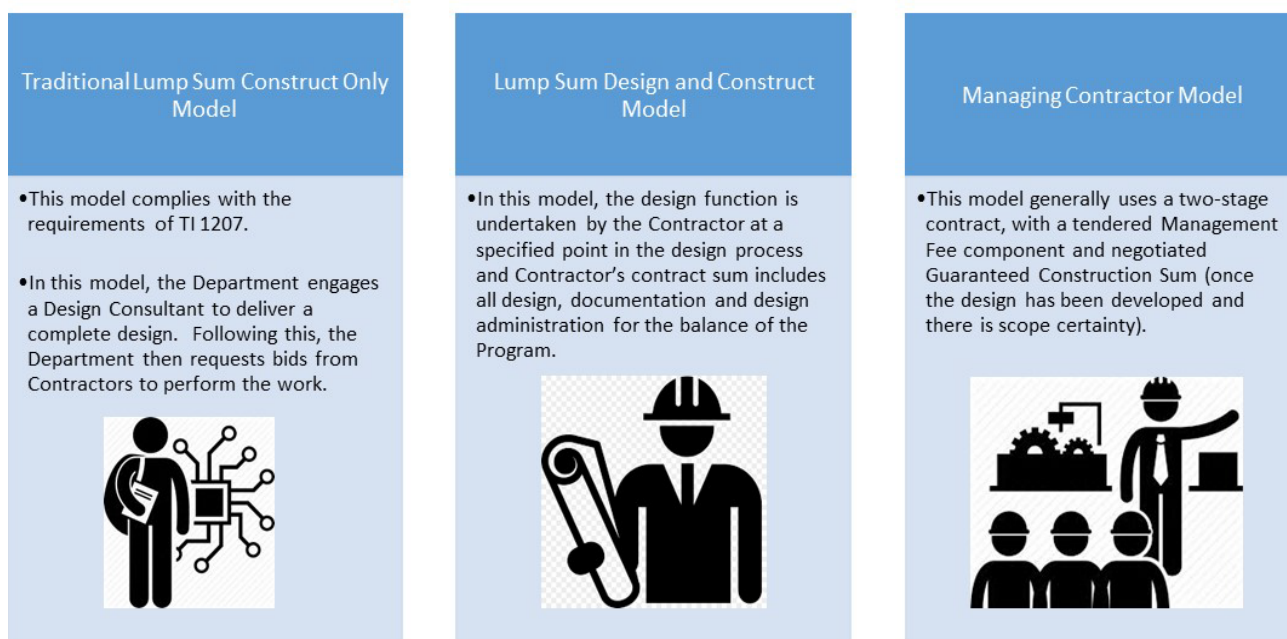 Traditional Lump Sum Construct Only
Model
•This model complies with the
requirements of TI 1207.
•In this model, the Department engages
a Design Consultant to deliver a
complete design. Following this, the
Department then requests bids from
Contractors to perform the work.
Lump Sum Design and Construct
Model
•In this model, the design function is
undertaken by the Contractor at a
specified point in the design process
and Contractor’s contract sum includes
all design, documentation and design
administration for the balance of the
Program.
Managing Contractor Model
•This model generally uses a two-stage
contract, with a tendered Management
Fee component and negotiated
Guaranteed Construction Sum (once
the design has been developed and
there is scope certainty).